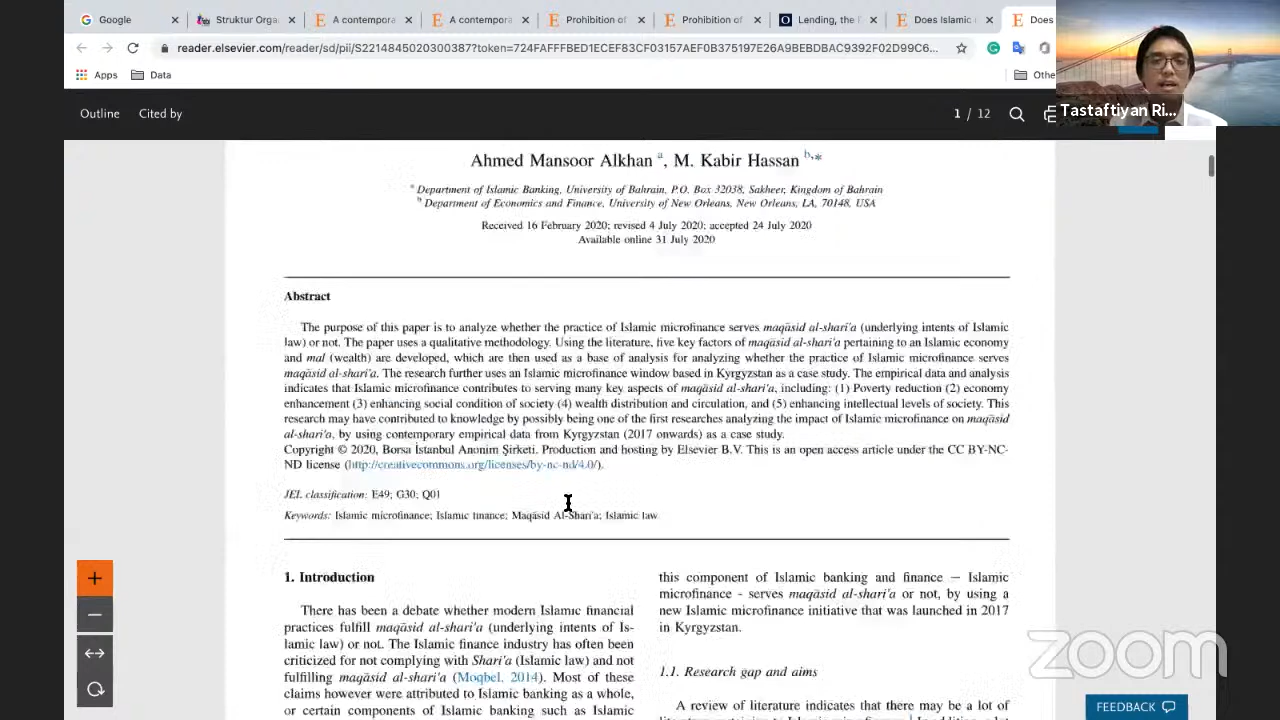 Google
Struktur Orga
A contempora
A contempora
Prohibition of
Prohibition of
Lending, the
Does Islamic
Does
reader.elsevier.com/reader/sd/pii/S2214845020300387?token=724FAFFFBED1ECEF83CF03157AEF0B375197E26A9BEBDBAC9392F02D99C6...
Apps
Data
Othe
Tastaftiyan Ri...
Outline
Cited by
1 / 12
Ahmed Mansoor Alkhan a, M. Kabir Hassan b,*
a Department of Islamic Banking, University of Bahrain, P.O. Box 32038, Sakheer, Kingdom of Bahrain
b Department of Economics and Finance, University of New Orleans, New Orleans, LA, 70148, USA
Received 16 February 2020; revised 4 July 2020; accepted 24 July 2020
Available online 31 July 2020
Abstract
The purpose of this paper is to analyze whether the practice of Islamic microfinance serves maqāsid al-shari'a (underlying intents of Islamic
law) or not. The paper uses a qualitative methodology. Using the literature, five key factors of maqāsid al-shari'a pertaining to an Islamic economy
and mal (wealth) are developed, which are then used as a base of analysis for analyzing whether the practice of Islamic microfinance serves
maqāsid al-shari'a. The research further uses an Islamic microfinance window based in Kyrgyzstan as a case study. The empirical data and analysis
indicates that Islamic microfinance contributes to serving many key aspects of maqāsid al-shari'a, including: (1) Poverty reduction (2) economy
enhancement (3) enhancing social condition of society (4) wealth distribution and circulation, and (5) enhancing intellectual levels of society. This
research may have contributed to knowledge by possibly being one of the first researches analyzing the impact of Islamic microfinance on maqāsid
al-shari'a, by using contemporary empirical data from Kyrgyzstan (2017 onwards) as a case study.
Copyright © 2020, Borsa İstanbul Anonim Şirketi. Production and hosting by Elsevier B.V. This is an open access article under the CC BY-NC-
ND license (http://creativecommons.org/licenses/by-nc-nd/4.0/).
JEL classification: E49; G30; Q01
Keywords: Islamic microfinance; Islamic finance; Maqāsid Al-Shari'a; Islamic law
1. Introduction
There has been a debate whether modern Islamic financial
practices fulfill maqāsid al-shari'a (underlying intents of Is-
lamic law) or not. The Islamic finance industry has often been
criticized for not complying with Shari'a (Islamic law) and not
fulfilling maqāsid al-shari'a (Moqbel, 2014). Most of these
claims however were attributed to Islamic banking as a whole,
or certain components of Islamic banking such as Islamic
this component of Islamic banking and finance – Islamic
microfinance - serves maqāsid al-shari'a or not, by using a
new Islamic microfinance initiative that was launched in 2017
in Kyrgyzstan.
1.1. Research gap and aims
A review of literature indicates that there may be a lot of
zoom
FEEDBACK